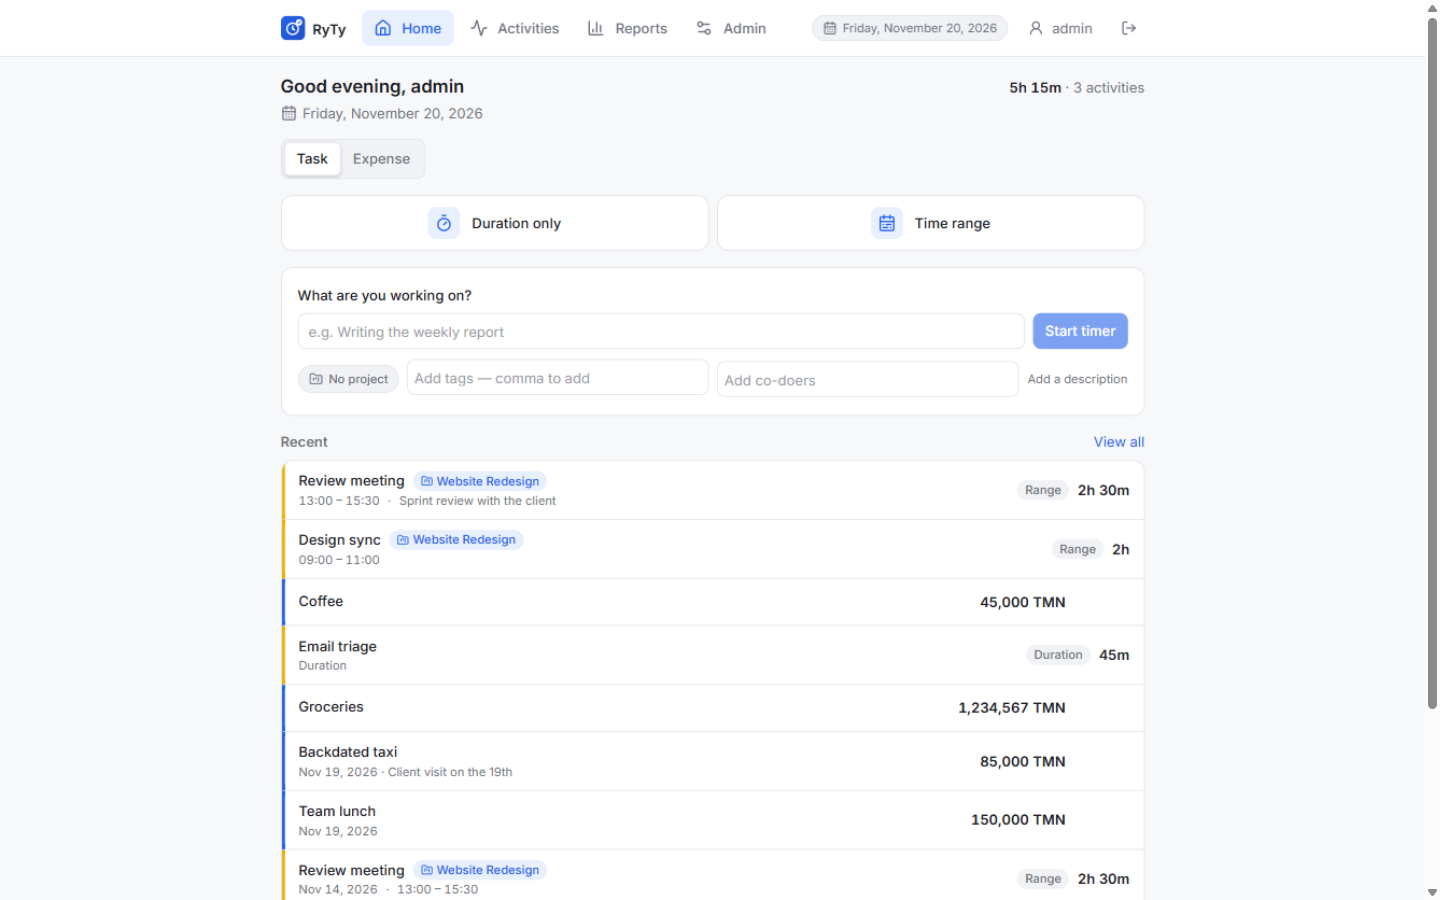 RyTy Home Activities Reports Admin Friday, November 20, 2026 admin
Good evening, admin 5h 15m · 3 activities
Friday, November 20, 2026
Task Expense
Duration only Time range
What are you working on?
e.g. Writing the weekly report Start timer
No project Add tags — comma to add Add co-doers Add a description
Recent View all
Review meeting Website Redesign
13:00 – 15:30 · Sprint review with the client Range 2h 30m
Design sync Website Redesign
09:00 – 11:00 Range 2h
Coffee 45,000 TMN
Email triage
Duration Duration 45m
Groceries 1,234,567 TMN
Backdated taxi
Nov 19, 2026 · Client visit on the 19th 85,000 TMN
Team lunch
Nov 19, 2026 150,000 TMN
Review meeting Website Redesign
Nov 14, 2026 · 13:00 – 15:30 Range 2h 30m